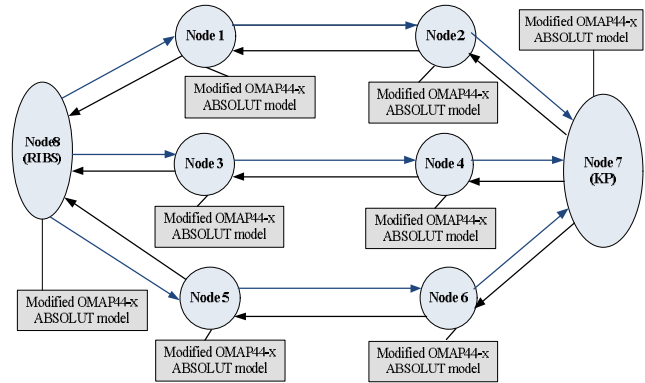 Modified OMAP44-x
ABSOLUT model
Node 1
Node 2
Modified OMAP44-x
ABSOLUT model
Modified OMAP44-x
ABSOLUT model
Node8
(RIBS)
Node 3
Node 4
Node 7
(KP)
Modified OMAP44-x
ABSOLUT model
Modified OMAP44-x
ABSOLUT model
Node 5
Node 6
Modified OMAP44-x
ABSOLUT model
Modified OMAP44-x
ABSOLUT model
Modified OMAP44-x
ABSOLUT model